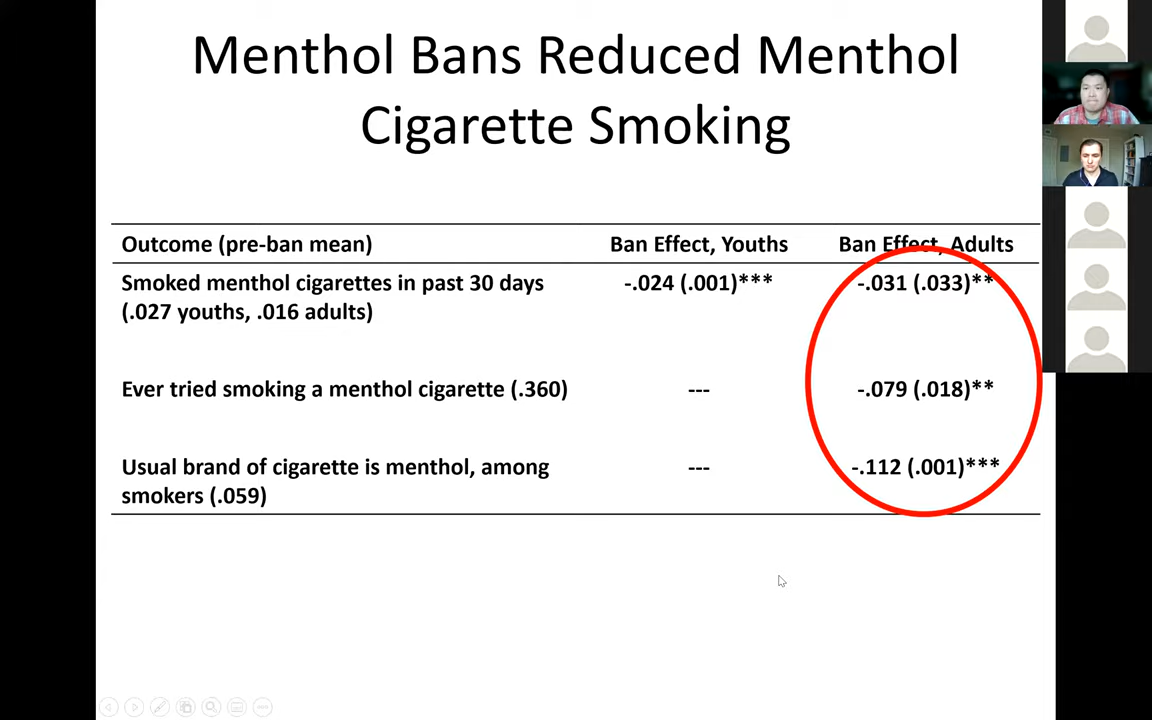 Menthol Bans Reduced Menthol
Cigarette Smoking
Outcome (pre-ban mean) Ban Effect, Youths Ban Effect, Adults
Smoked menthol cigarettes in past 30 days -.024 (.001)*** -.031 (.033)**
(.027 youths, .016 adults)
Ever tried smoking a menthol cigarette (.360) --- -.079 (.018)**
Usual brand of cigarette is menthol, among --- -.112 (.001)***
smokers (.059)